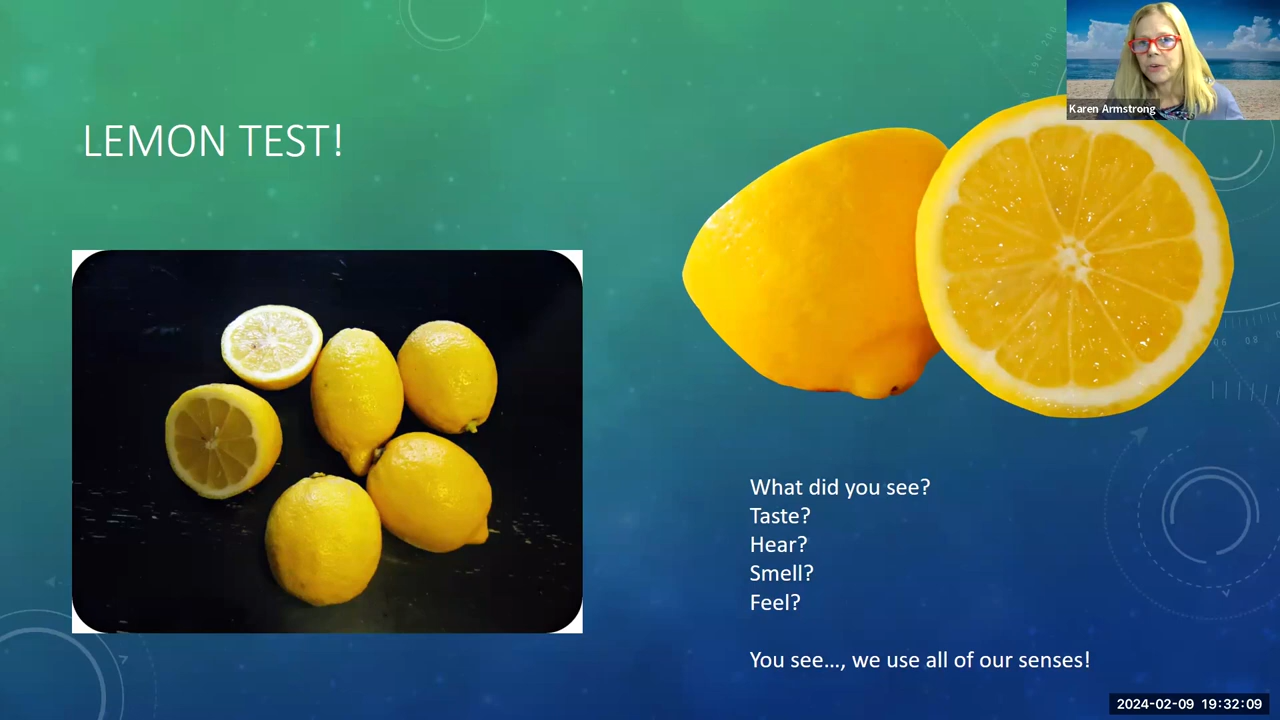 LEMON TEST!
Karen Armstrong
What did you see?
Taste?
Hear?
Smell?
Feel?
You see..., we use all of our senses!
2024-02-09 19:32:09